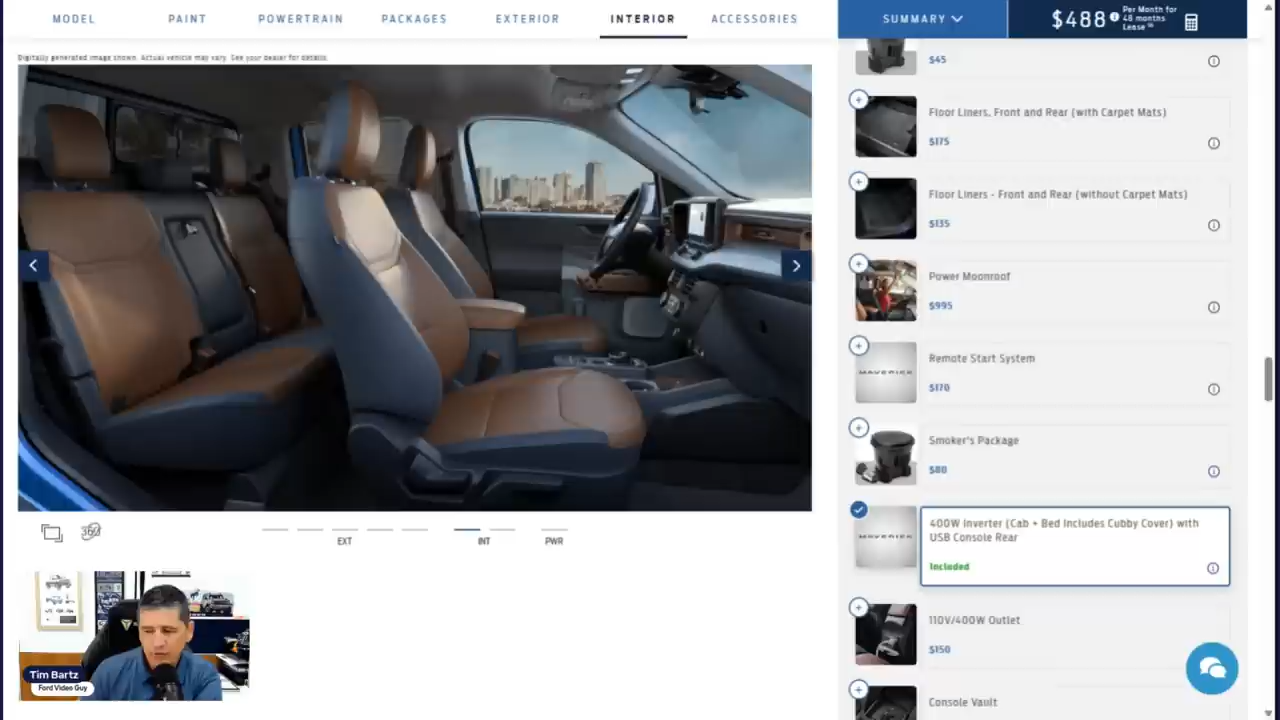 MODEL
PAINT
POWERTRAIN
PACKAGES
EXTERIOR
INTERIOR
ACCESSORIES
SUMMARY
$488
Per Month for
48 months
Lease
Digitally generated image shown. Actual vehicle may vary. See your dealer for details.
$45
Floor Liners, Front and Rear (with Carpet Mats)
$175
Floor Liners - Front and Rear (without Carpet Mats)
$135
Power Moonroof
$995
MAVERICK
Remote Start System
$170
Smoker's Package
$80
MAVERICK
400W Inverter (Cab + Bed Includes Cubby Cover) with
USB Console Rear
Included
110V/400W Outlet
$150
Console Vault
360
EXT
INT
PWR
Tim Bartz
Ford Video Guy